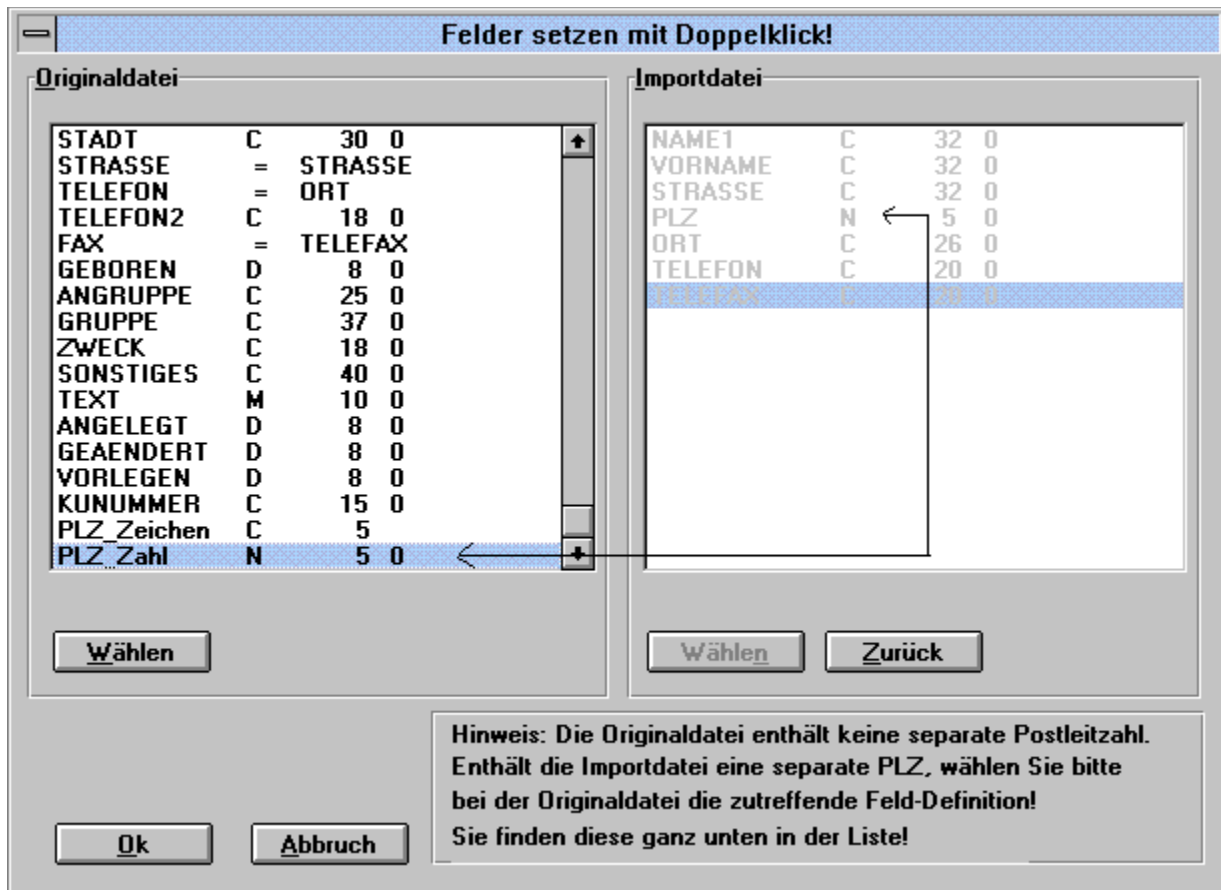 Felder setzen mit Doppelklick!
Originaldatei
STADT C 30 0
STRASSE = STRASSE
TELEFON = ORT
TELEFON2 C 18 0
FAX = TELEFAX
GEBOREN D 8 0
ANGRUPPE C 25 0
GRUPPE C 37 0
ZWECK C 18 0
SONSTIGES C 40 0
TEXT M 10 0
ANGELEGT D 8 0
GEAENDERT D 8 0
VORLEGEN D 8 0
KUNUMMER C 15 0
PLZ_Zeichen C 5
PLZ_Zahl N 5 0
Wählen
Importdatei
NAME1 C 32 0
VORNAME C 32 0
STRASSE C 32 0
PLZ N 5 0
ORT C 26 0
TELEFON C 20 0
TELEFAX C 20 0
Wählen Zurück
Ok Abbruch
Hinweis: Die Originaldatei enthält keine separate Postleitzahl.
Enthält die Importdatei eine separate PLZ, wählen Sie bitte
bei der Originaldatei die zutreffende Feld-Definition!
Sie finden diese ganz unten in der Liste!